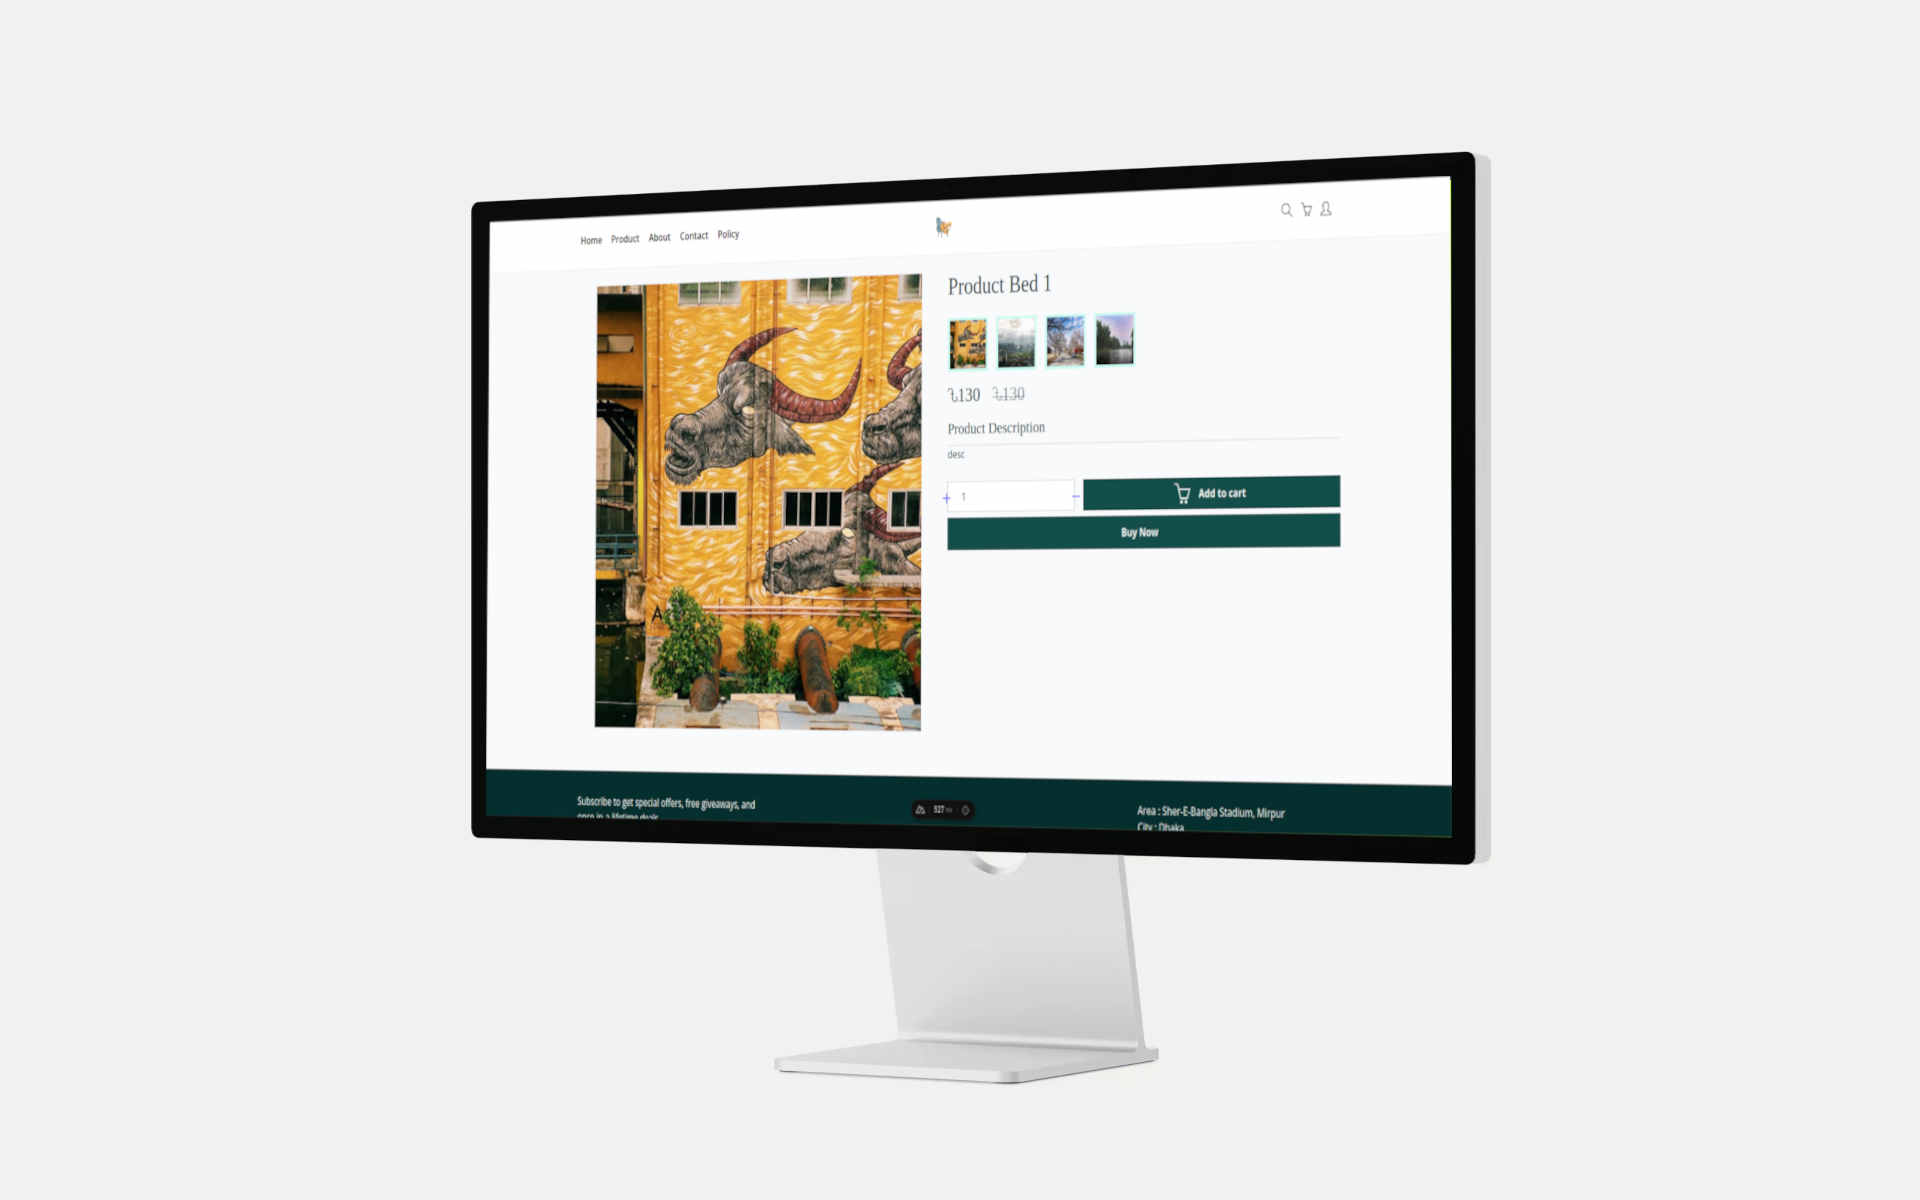 Home Product About Contact Policy
Product Bed 1
৳130 ৳130
Product Description
desc
+ 1 −
Add to cart
Buy Now
Subscribe to get special offers, free giveaways, and
once in a lifetime deals
527
Area : Sher-E-Bangla Stadium, Mirpur
City : Dhaka